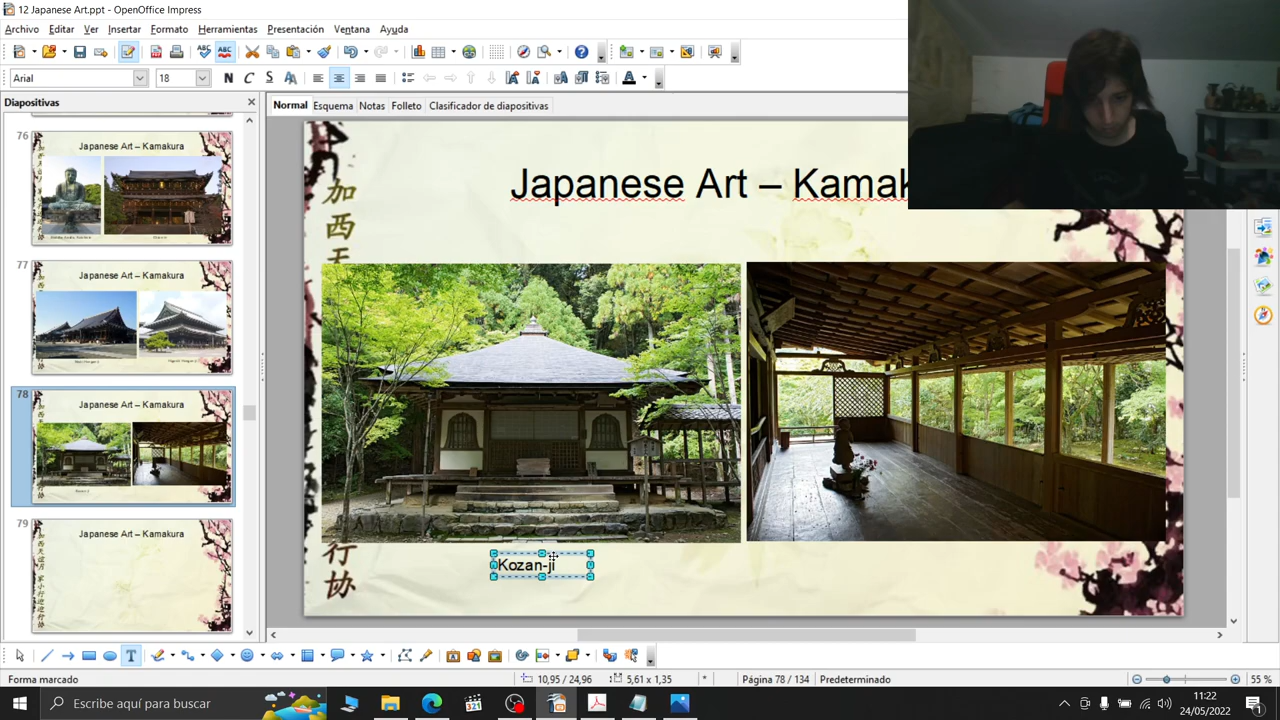 12 Japanese Art.ppt - OpenOffice Impress
Archivo Editar Ver Insertar Formato Herramientas Presentación Ventana Ayuda
Arial 18 N C S A
Diapositivas
Normal Esquema Notas Folleto Clasificador de diapositivas
76
Japanese Art – Kamakura
77
Japanese Art – Kamakura
78
Japanese Art – Kamakura
79
Japanese Art – Kamakura
Japanese Art – Kamak
加
西
天
行
协
Kozan-ji
Forma marcado
10,95 / 24,96
5,61 x 1,35
*
Página 78 / 134
Predeterminado
55 %
Escribe aquí para buscar
321
11:22
24/05/2022
1